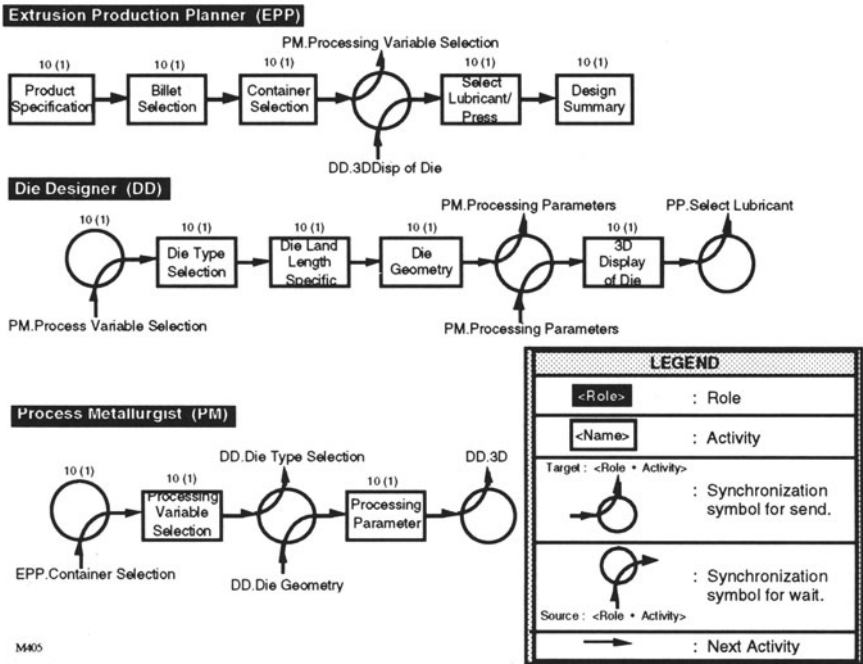 Extrusion Production Planner (EPP)
PM.Processing Variable Selection
10 (1)
10 (1)
10 (1)
10 (1)
10 (1)
Product
Specification
Billet
Selection
Container
Selection
Select
Lubricant/
Press
Design
Summary
DD.3DDisp of Die
Die Designer (DD)
PM.Processing Parameters
PP.Select Lubricant
10 (1)
10 (1)
10 (1)
10 (1)
10 (1)
Die Type
Selection
Die Land
Length
Specific
Die
Geometry
3D
Display
of Die
PM.Process Variable Selection
PM.Processing Parameters
Process Metallurgist (PM)
DD.Die Type Selection
DD.3D
10 (1)
10 (1)
10 (1)
Processing
Variable
Selection
Processing
Parameter
EPP.Container Selection
DD.Die Geometry
LEGEND
<Role>
: Role
<Name>
: Activity
Target : <Role • Activity>
: Synchronization
symbol for send.
: Synchronization
symbol for wait.
Source : <Role • Activity>
: Next Activity
M405